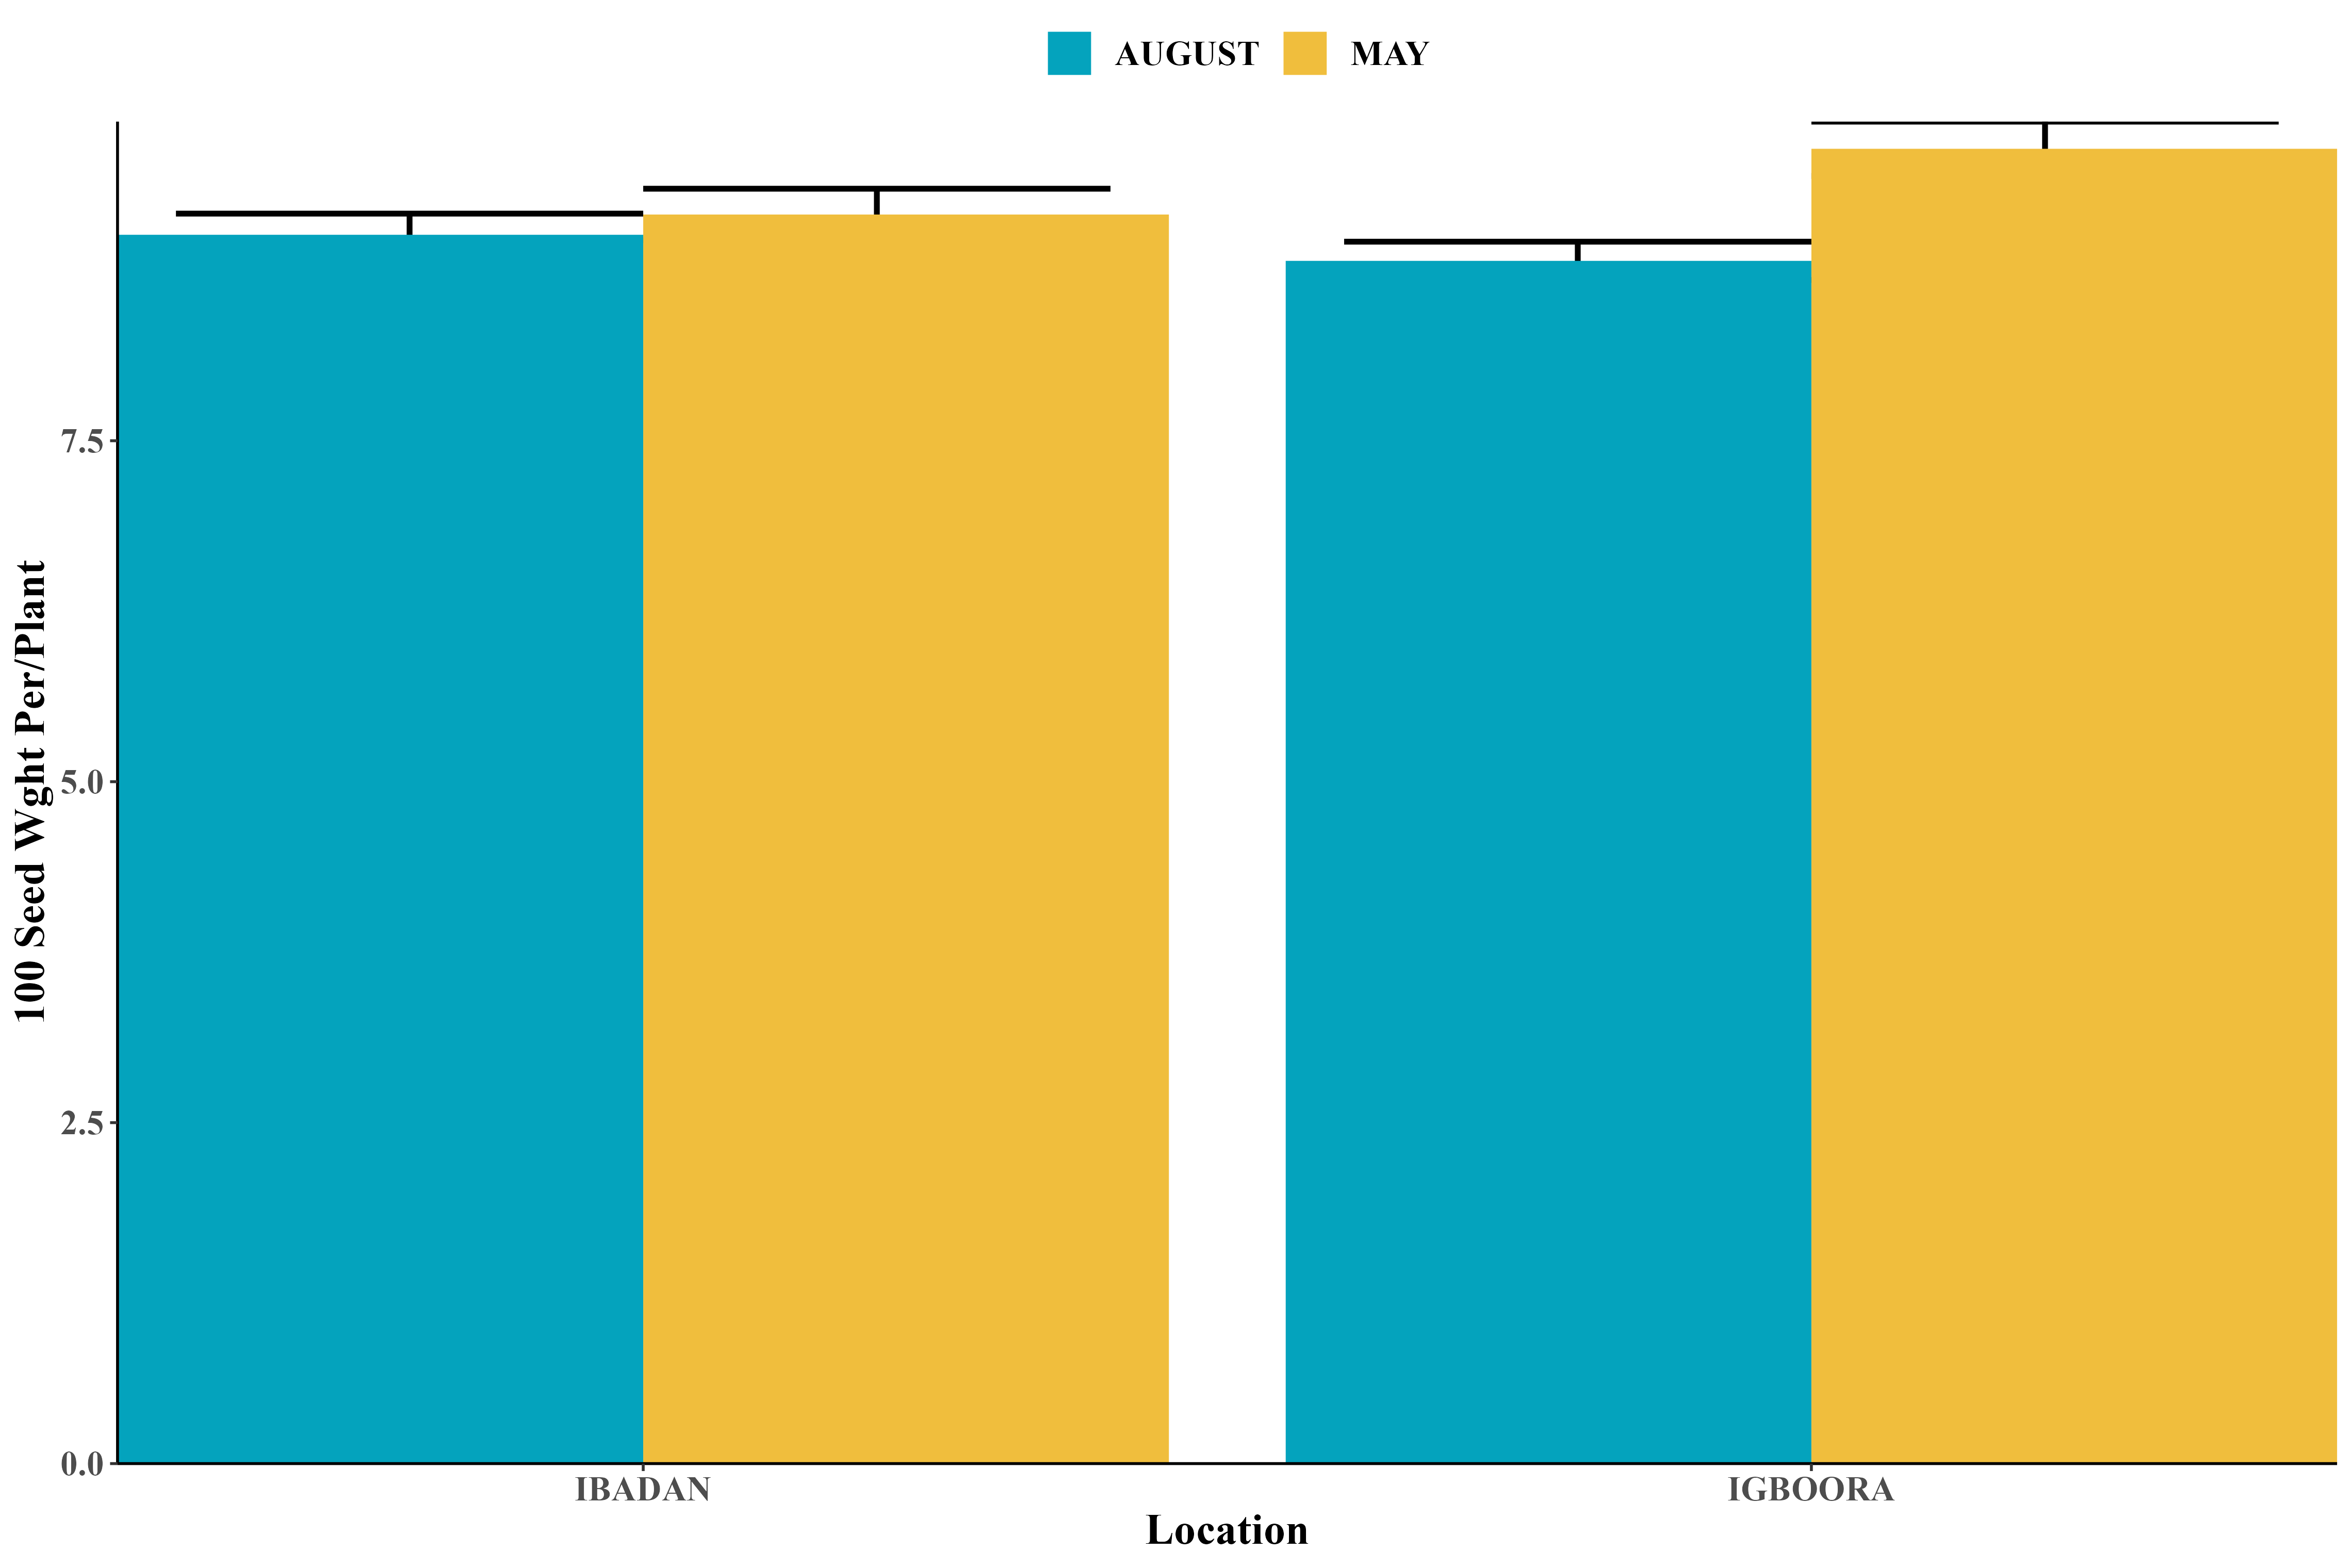 AUGUST MAY
100 Seed Wght Per/Plant
7.5
5.0
2.5
0.0
IBADAN IGBOORA
Location